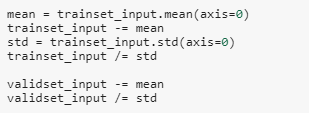 mean = trainset_input.mean(axis=0)
trainset_input -= mean
std = trainset_input.std(axis=0)
trainset_input /= std

validset_input -= mean
validset_input /= std